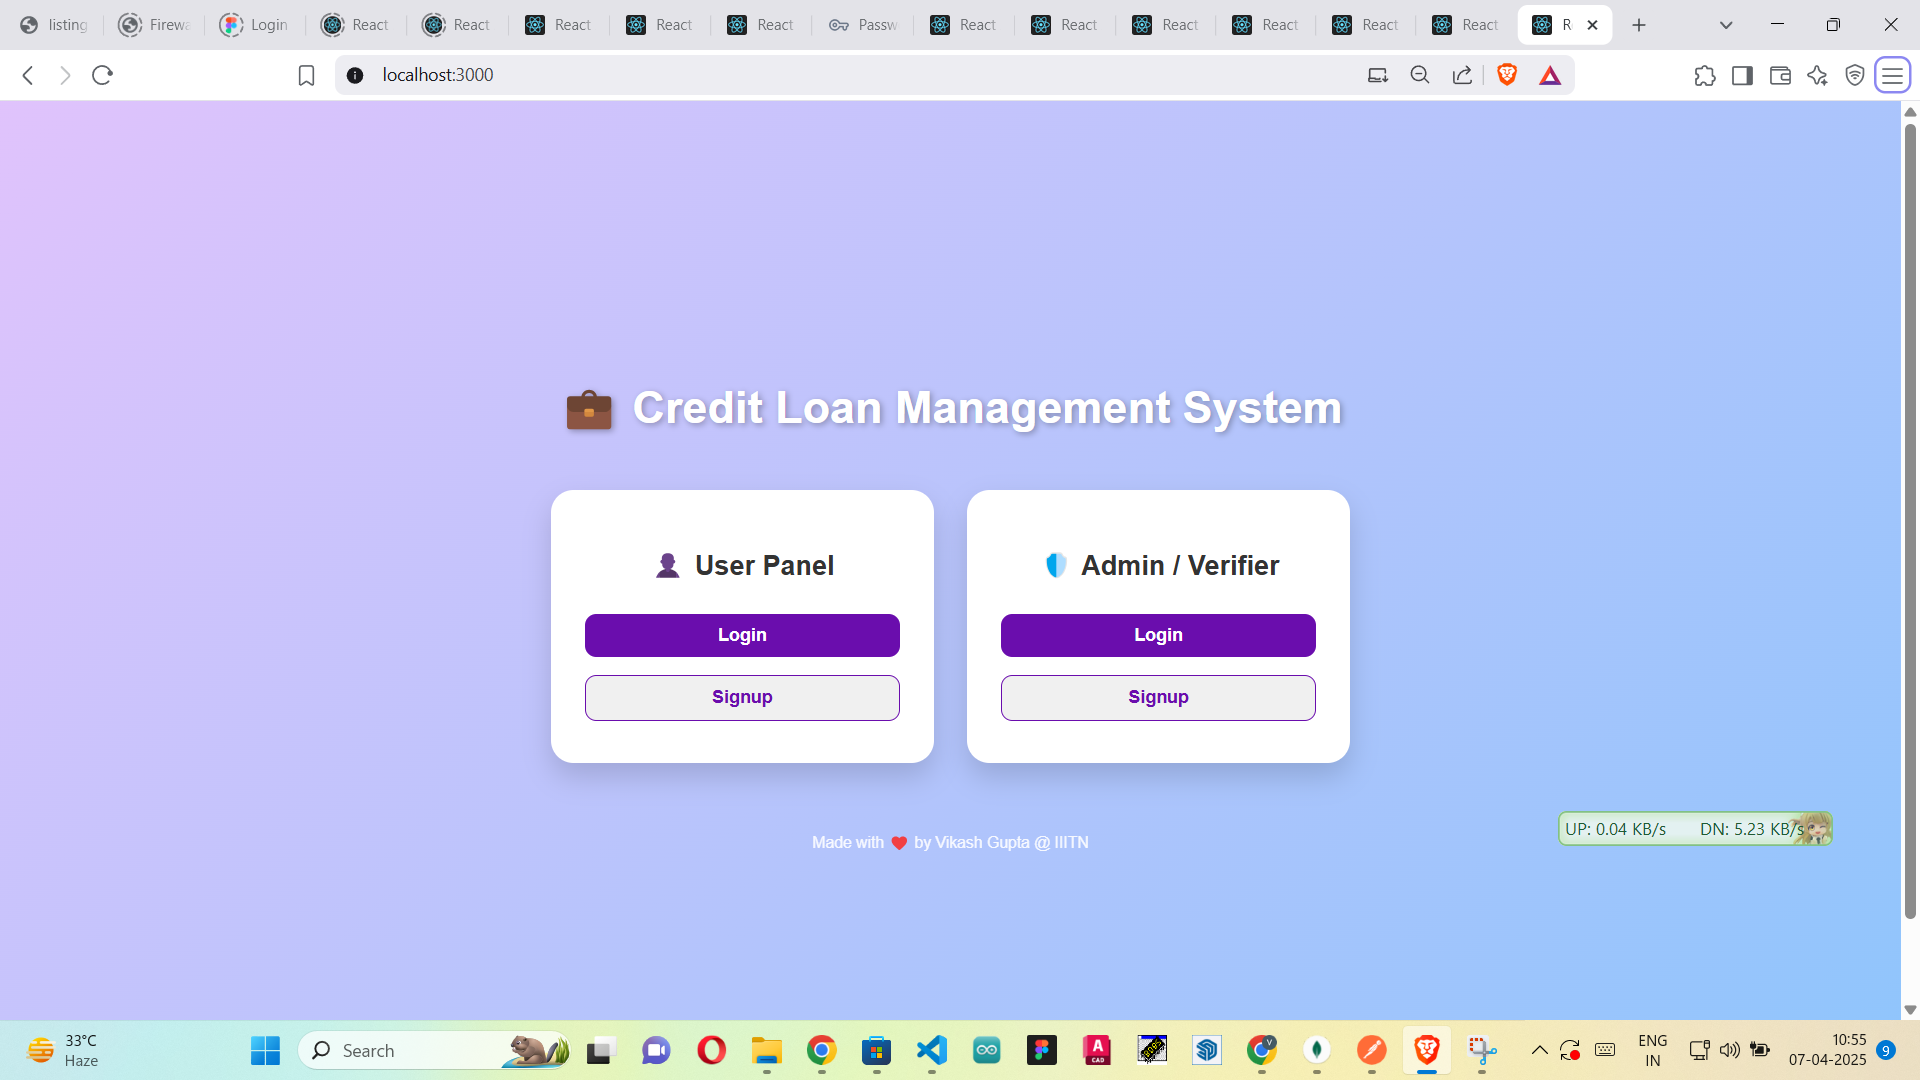 listing
Firewa
Login
React
React
React
React
React
Passw
React
React
React
React
React
React
R
localhost:3000
Credit Loan Management System
User Panel
Login
Signup
Admin / Verifier
Login
Signup
Made with ❤️ by Vikash Gupta @ IIITN
UP: 0.04 KB/s DN: 5.23 KB/s
33°C
Haze
Search
A
CAD
V
ENG
IN
10:55
07-04-2025
9